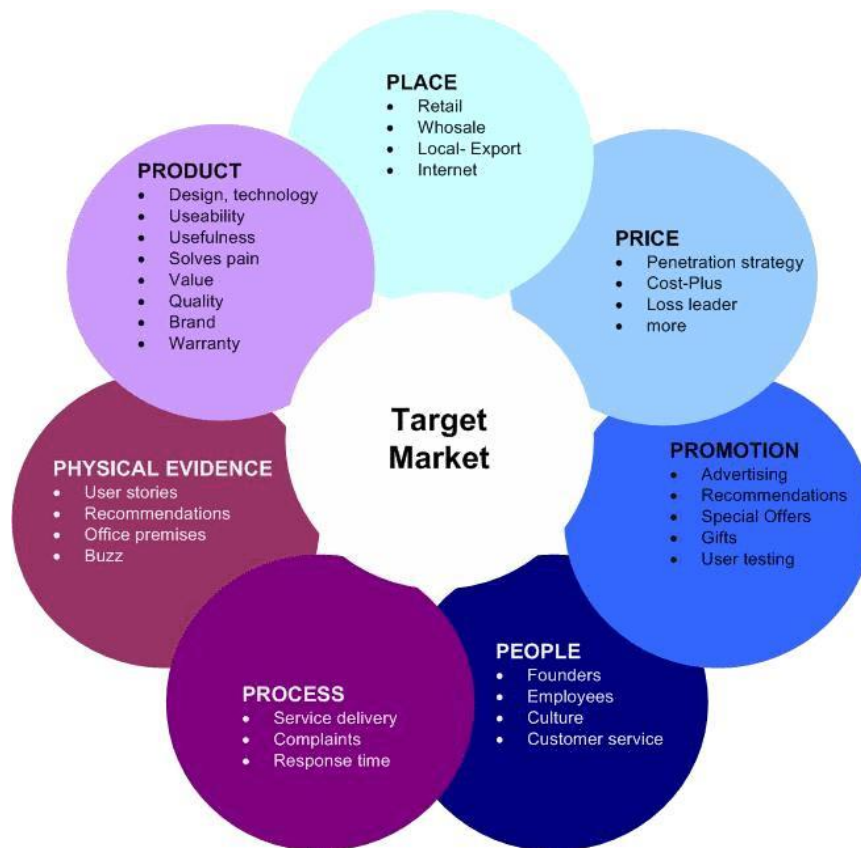 PLACE
• Retail
• Whosale
• Local- Export
• Internet
PRICE
• Penetration strategy
• Cost-Plus
• Loss leader
• more
PROMOTION
• Advertising
• Recommendations
• Special Offers
• Gifts
• User testing
PEOPLE
• Founders
• Employees
• Culture
• Customer service
PROCESS
• Service delivery
• Complaints
• Response time
PHYSICAL EVIDENCE
• User stories
• Recommendations
• Office premises
• Buzz
PRODUCT
• Design, technology
• Useability
• Usefulness
• Solves pain
• Value
• Quality
• Brand
• Warranty
Target
Market